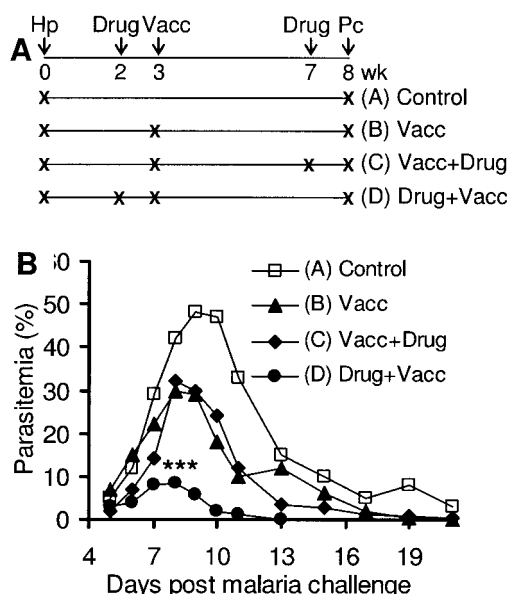 Hp Drug Vacc Drug Pc
A
0 2 3 7 8 wk
x x (A) Control
x x x (B) Vacc
x x x x (C) Vacc+Drug
x x x x (D) Drug+Vacc
B
50
40
30
20
10
0
Parasitemia (%)
(A) Control
(B) Vacc
(C) Vacc+Drug
(D) Drug+Vacc
***
4 7 10 13 16 19
Days post malaria challenge